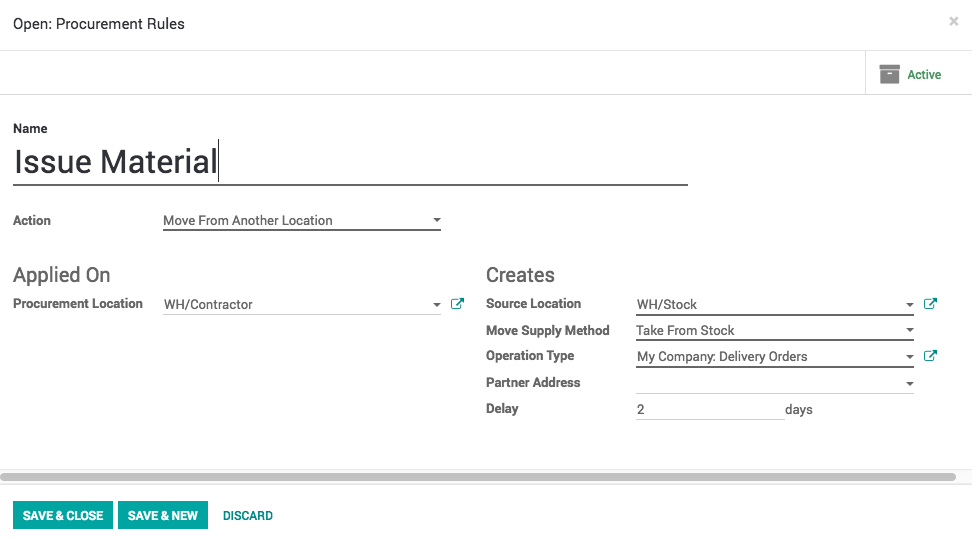 Open: Procurement Rules ×
Active
Name
Issue Material
Action Move From Another Location
Applied On Creates
Procurement Location WH/Contractor Source Location WH/Stock
Move Supply Method Take From Stock
Operation Type My Company: Delivery Orders
Partner Address
Delay 2 days
SAVE & CLOSE SAVE & NEW DISCARD